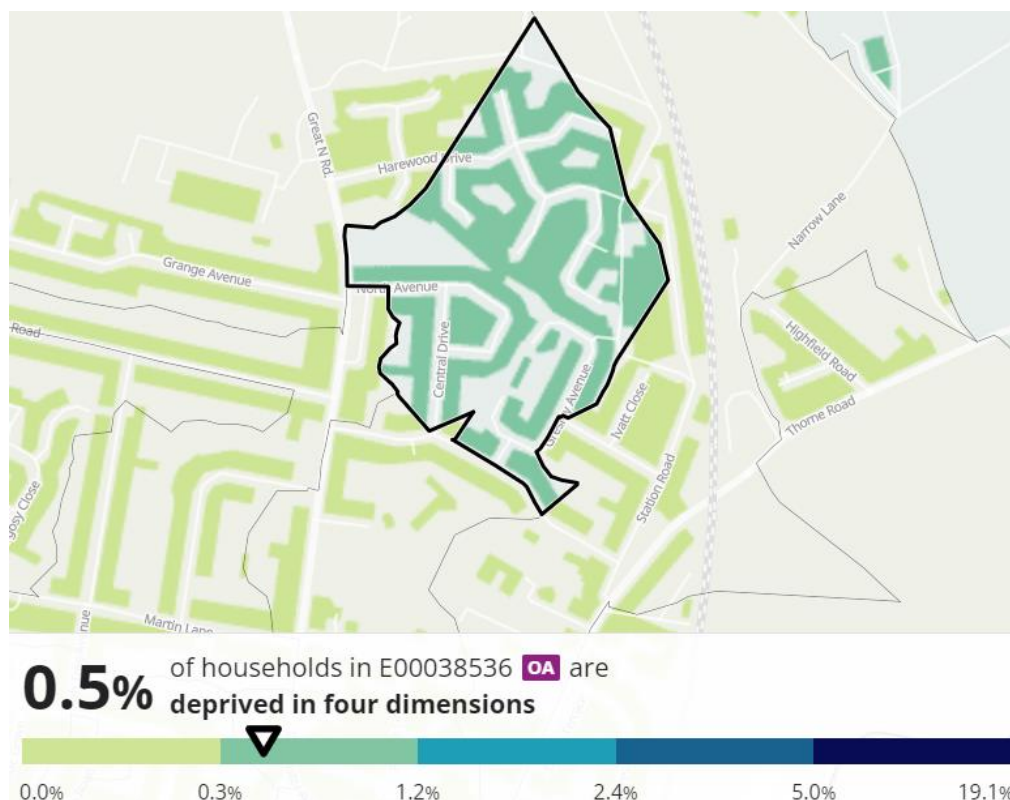 Great N Rd.
Harewood Drive
Narrow Lane
Grange Avenue
North Avenue
Road
Central Drive
Highfield Road
Gresley Avenue
Ivatt Close
Thorne Road
Station Road
Martin Lane
0.5% of households in E00038536 OA are
deprived in four dimensions
0.0% 0.3% 1.2% 2.4% 5.0% 19.1%